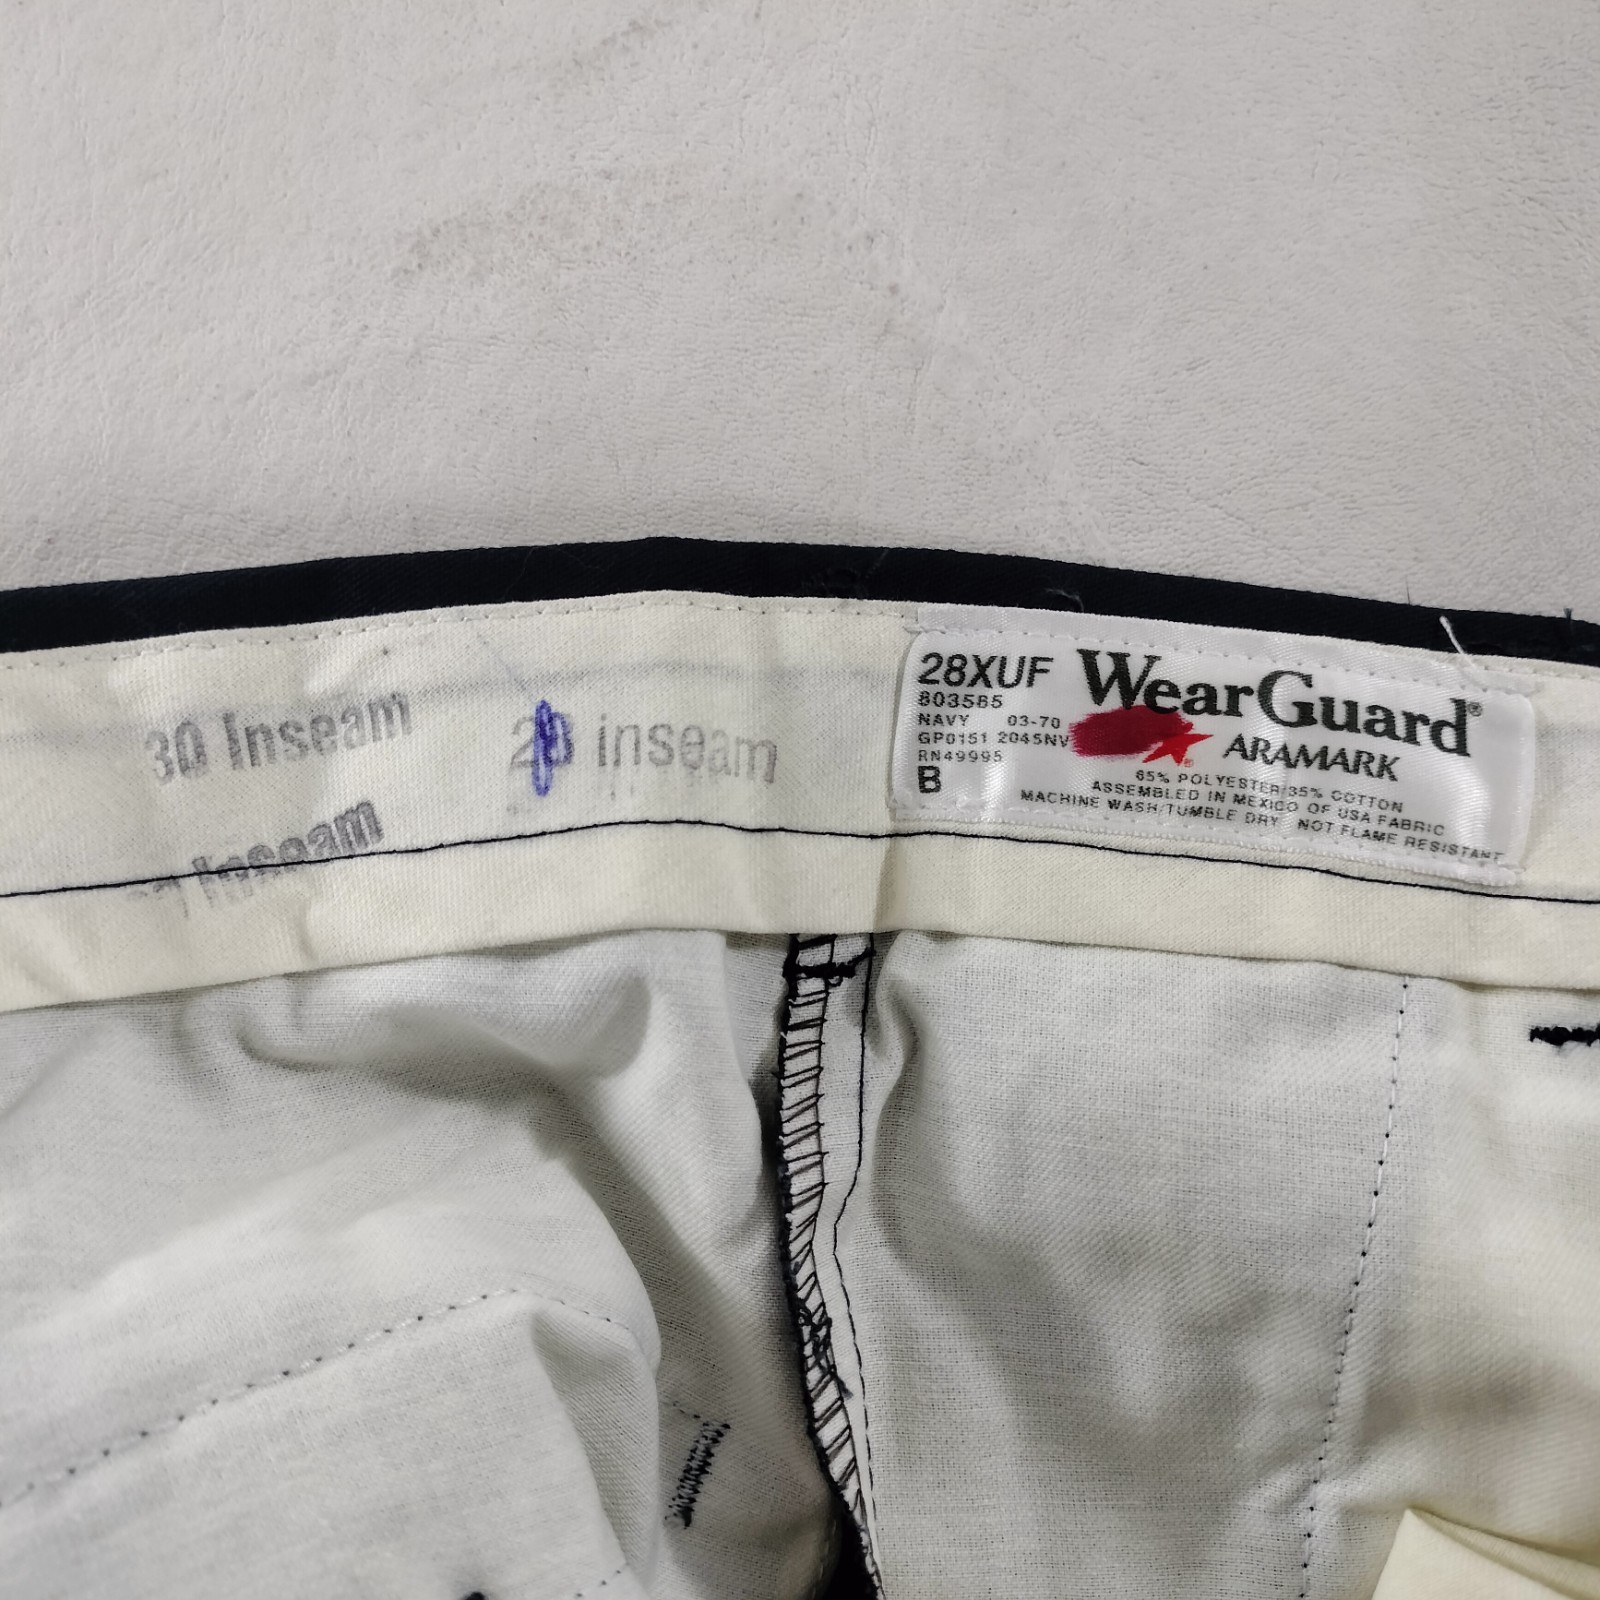 30 Inseam
inseam
Inseam
28XUF
803585
NAVY 03-70
GP0151 2045NV
RN49995
B
WearGuard®
ARAMARK
65% POLYESTER/35% COTTON
ASSEMBLED IN MEXICO OF USA FABRIC
MACHINE WASH/TUMBLE DRY NOT FLAME RESISTANT